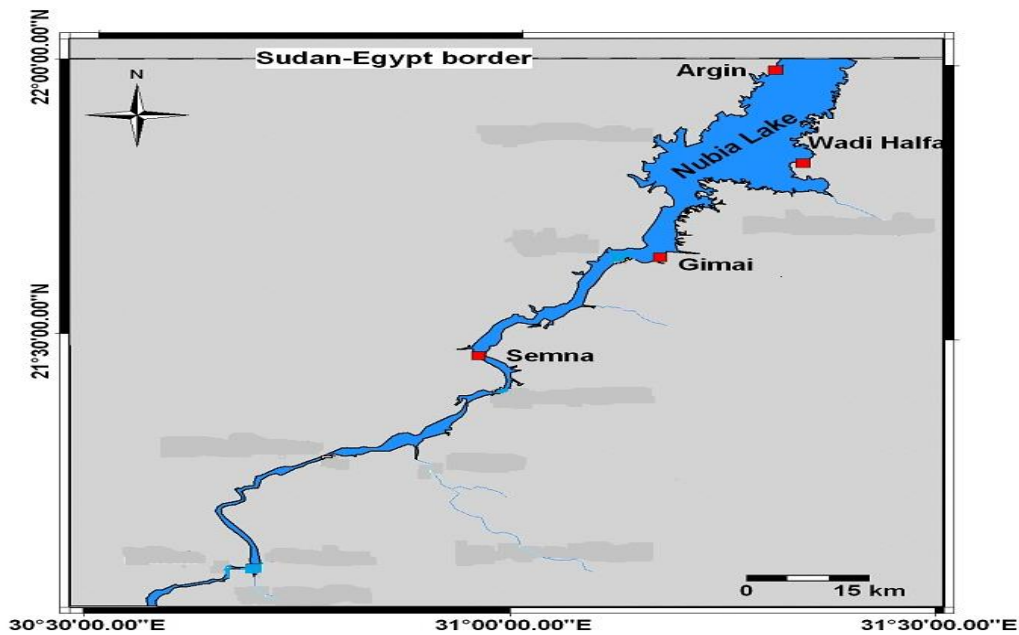 Sudan-Egypt border
N
Argin
Nubia Lake
Wadi Halfa
Gimai
Semna
22°00'00.00"N
21°30'00.00"N
0 15 km
30°30'00.00"E
31°00'00.00"E
31°30'00.00"E